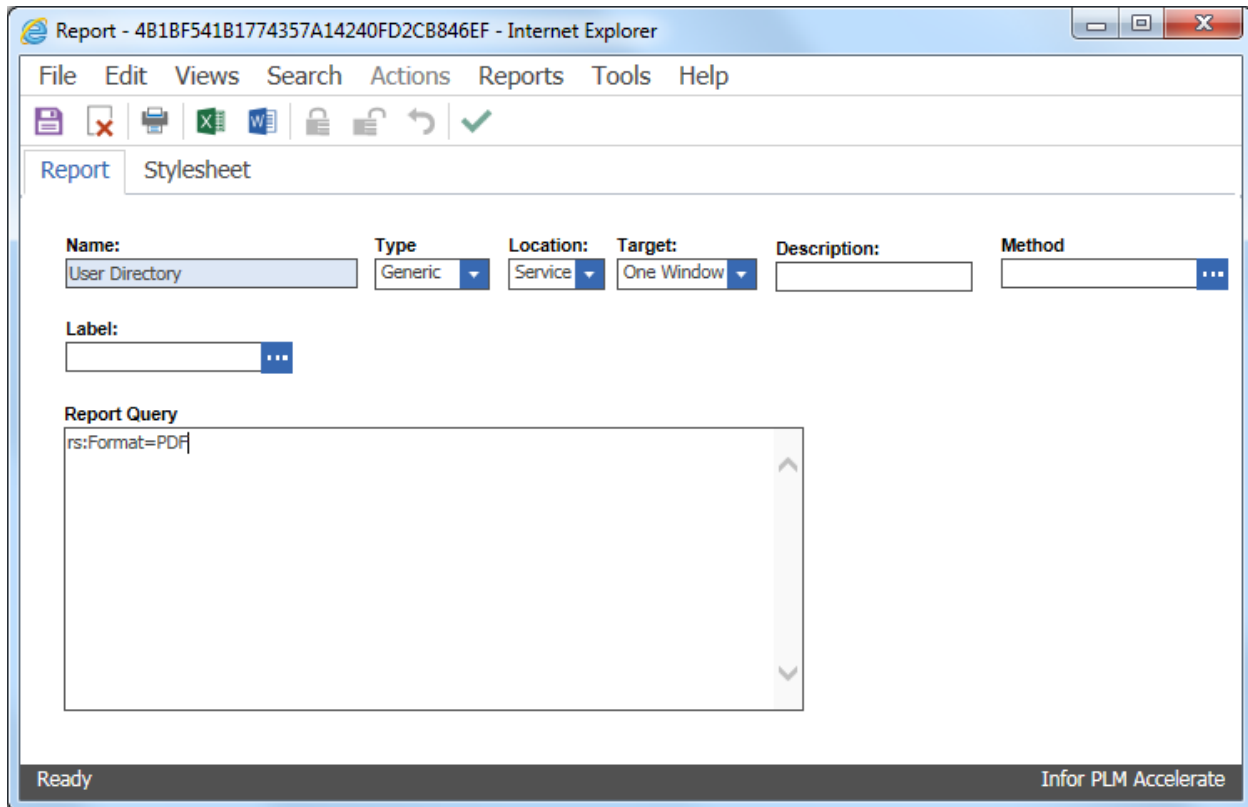 Report - 4B1BF541B1774357A14240FD2CB846EF - Internet Explorer
File Edit Views Search Actions Reports Tools Help
Report Stylesheet
Name: Type Location: Target: Description: Method
User Directory Generic Service One Window
Label:
Report Query
rs:Format=PDF
Ready Infor PLM Accelerate